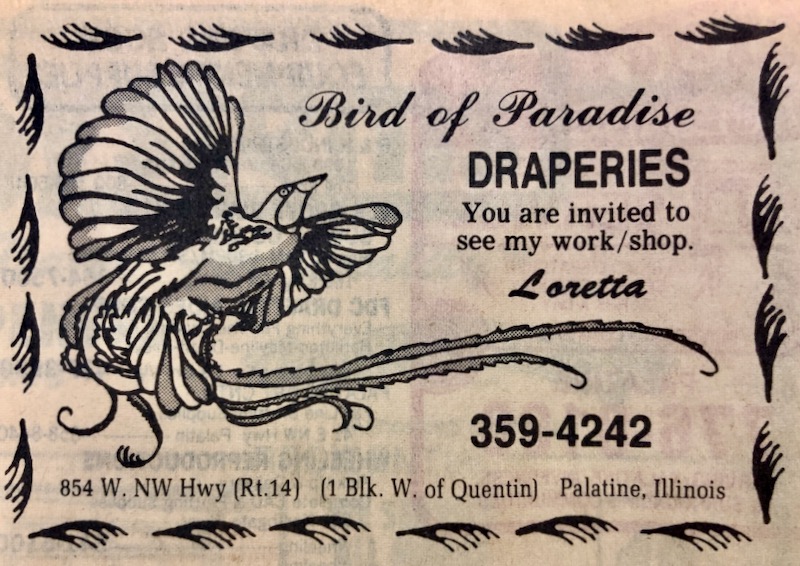 Bird of Paradise
DRAPERIES
You are invited to
see my work/shop.
Loretta
359-4242
854 W. NW Hwy (Rt.14) (1 Blk. W. of Quentin) Palatine, Illinois